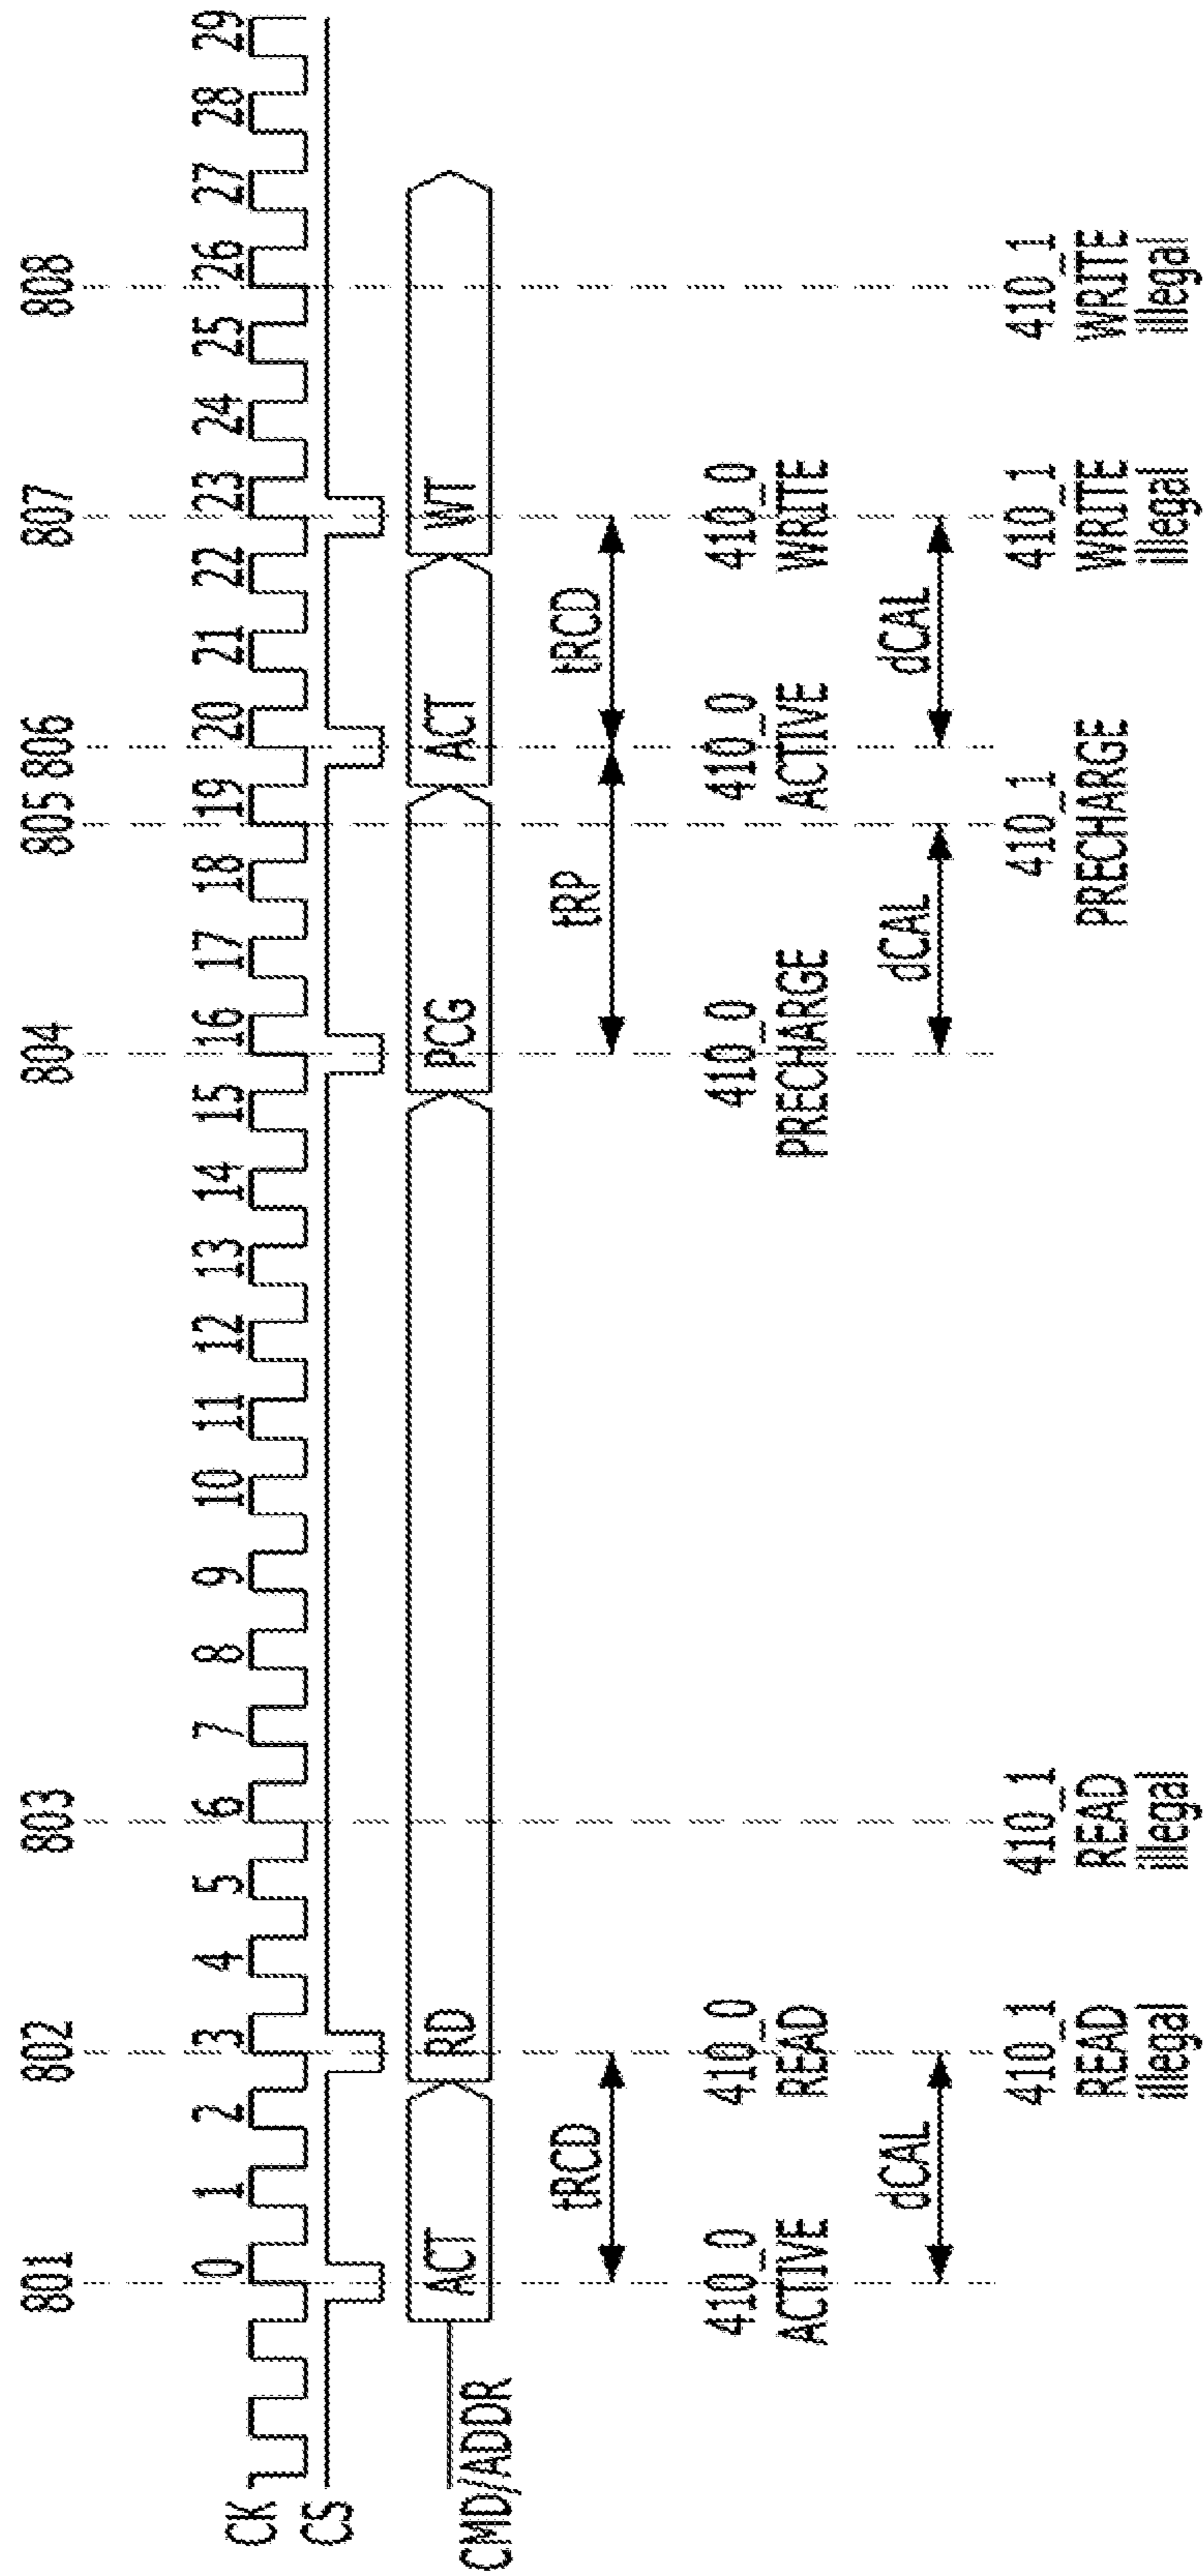 801 802 803 804 805 806 807 808
CK 0 1 2 3 4 5 6 7 8 9 10 11 12 13 14 15 16 17 18 19 20 21 22 23 24 25 26 27 28 29
CS
CMD/ADDR ACT RD PCG ACT WT
tRCD tRP tRCD
410_0 410_0 410_0 410_0 410_0
ACTIVE READ PRECHARGE ACTIVE WRITE
dCAL dCAL dCAL
410_1 410_1 410_1 410_1 410_1
READ READ PRECHARGE WRITE WRITE
illegal illegal illegal illegal